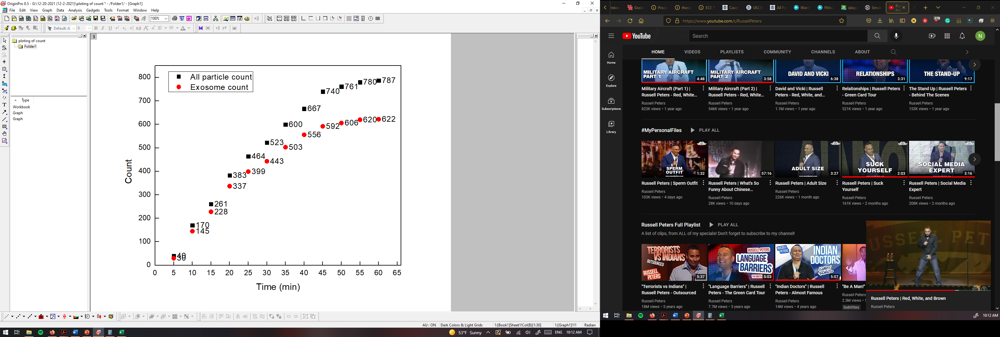 OriginPro 8.5 - G:\12-20-2021 (12-2-2021)\ploting of count * - /Folder1/ - [Graph1]
File Edit View Graph Data Analysis Gadgets Tools Format Window Help
100%
Default: A 0 B I U
ploting of count
Folder1
Type
Workbook
Graph
Graph
1
All particle count
Exosome count
800
700
600
500
400
300
200
100
0
Count
40 170 261 383 464 523 600 667 740 761 780 787
30 145 228 337 399 443 503 556 592 606 620 622
0 5 10 15 20 25 30 35 40 45 50 55 60 65
Time (min)
AU : ON Dark Colors & Light Grids 1:[Book1]Sheet1!Col(B)[1:30] 1:[Graph1]1!1 Radian
53°F Sunny ENG 10:12 AM
Inbox Gradu Proce thesis ECE T Case USCIS All Fo Watch FMov Jalape Smok
https://www.youtube.com/c/RussellPeters
278
YouTube
Search
N
HOME VIDEOS PLAYLISTS COMMUNITY CHANNELS ABOUT
Home
Explore
Subscriptions
Library
MILITARY AIRCRAFT PART 1 4:48
MILITARY AIRCRAFT PART 2 3:58
DAVID AND VICKI 6:38
RELATIONSHIPS 3:31
THE STAND-UP 9:17
Military Aircraft (Part 1) | Russell Peters - Red, White...
Russell Peters
823K views • 1 year ago
Military Aircraft (Part 2) | Russell Peters - Red, White...
Russell Peters
546K views • 1 year ago
David and Vicki | Russell Peters - Red, White, and...
Russell Peters
1.1M views • 1 year ago
Relationships | Russell Peters - Green Card Tour
Russell Peters
521K views • 1 year ago
The Stand Up | Russell Peters - Behind The Scenes
Russell Peters
153K views • 1 year ago
#MyPersonalFiles PLAY ALL
SPERM OUTFIT 1:32
57:16
ADULT SIZE 3:27
SUCK YOURSELF 2:03
SOCIAL MEDIA EXPERT 3:16
Russell Peters | Sperm Outfit
Russell Peters
103K views • 4 days ago
Russell Peters | What's So Funny About Chinese...
Russell Peters
28K views • 10 days ago
Russell Peters | Adult Size
Russell Peters
226K views • 1 month ago
Russell Peters | Suck Yourself
Russell Peters
161K views • 2 months ago
Russell Peters | Social Media Expert
Russell Peters
208K views • 2 months ago
Russell Peters Full Playlist PLAY ALL
A list of clips, from ALL of my specials! Don't forget to subscribe to my channel!
TERRORISTS VS INDIANS OUTSOURCED RUSSELL PETERS 5:37
RUSSELL PETERS LANGUAGE BARRIERS 5:03
RUSSELL PETERS INDIAN DOCTORS ALMOST FAMOUS 5:07
"Terrorists vs Indians" | Russell Peters - Outsourced
Russell Peters
18M views • 5 years ago
"Language Barriers" | Russell Peters - The Green Card Tour
Russell Peters
7.7M views • 5 years ago
"Indian Doctors" | Russell Peters - Almost Famous
Russell Peters
14M views • 4 years ago
"Be A Man!"
Russell Peters
2.5M views •
Subtitles
RUSSELL PET
Russell Peters | Red, White, and Brown
Russell Peters
10:12 AM